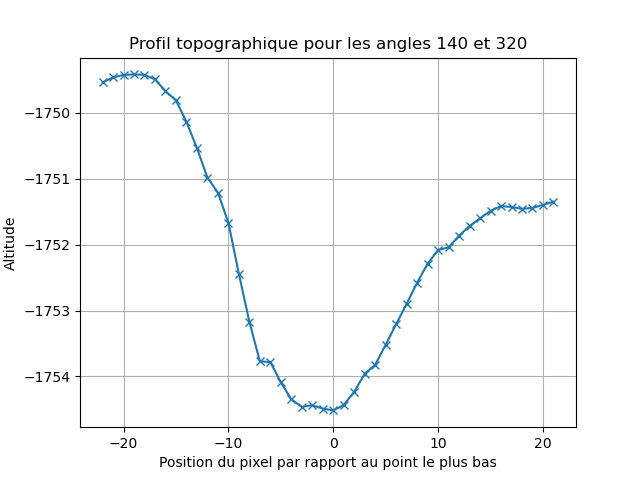 Profil topographique pour les angles 140 et 320
−1750
−1751
−1752
−1753
−1754
Altitude
−20 −10 0 10 20
Position du pixel par rapport au point le plus bas